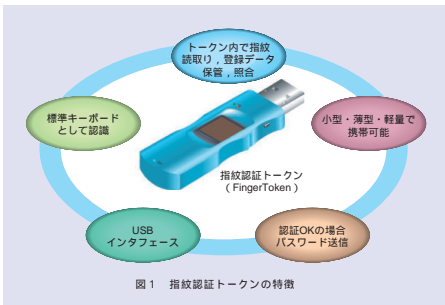 トークン内で指紋
読取り，登録データ
保管，照合
標準キーボード
として認識
小型・薄型・軽量で
携帯可能
指紋認証トークン
（FingerToken）
USB
インタフェース
認証OKの場合
パスワード送信
図1　指紋認証トークンの特徴